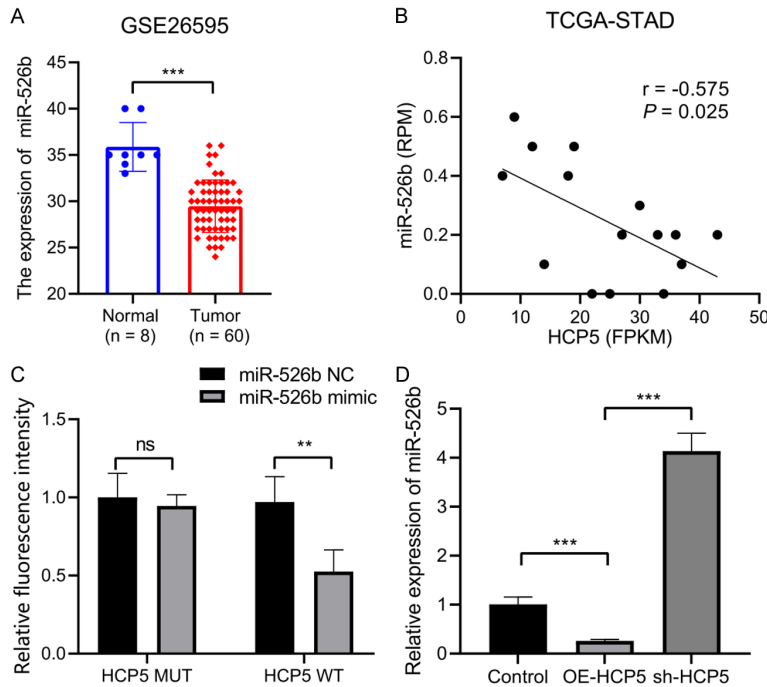 A
GSE26595
The expression of miR-526b
40
45
35
30
25
20
***
Normal
(n = 8)
Tumor
(n = 60)
B
TCGA-STAD
miR-526b (RPM)
0.8
0.6
0.4
0.2
0.0
r = -0.575
P = 0.025
0
10
20
30
40
50
HCP5 (FPKM)
C
miR-526b NC
miR-526b mimic
Relative fluorescence intensity
1.5
1.0
0.5
0.0
ns
**
HCP5 MUT
HCP5 WT
D
Relative expression of miR-526b
5
4
3
2
1
0
***
***
Control
OE-HCP5
sh-HCP5